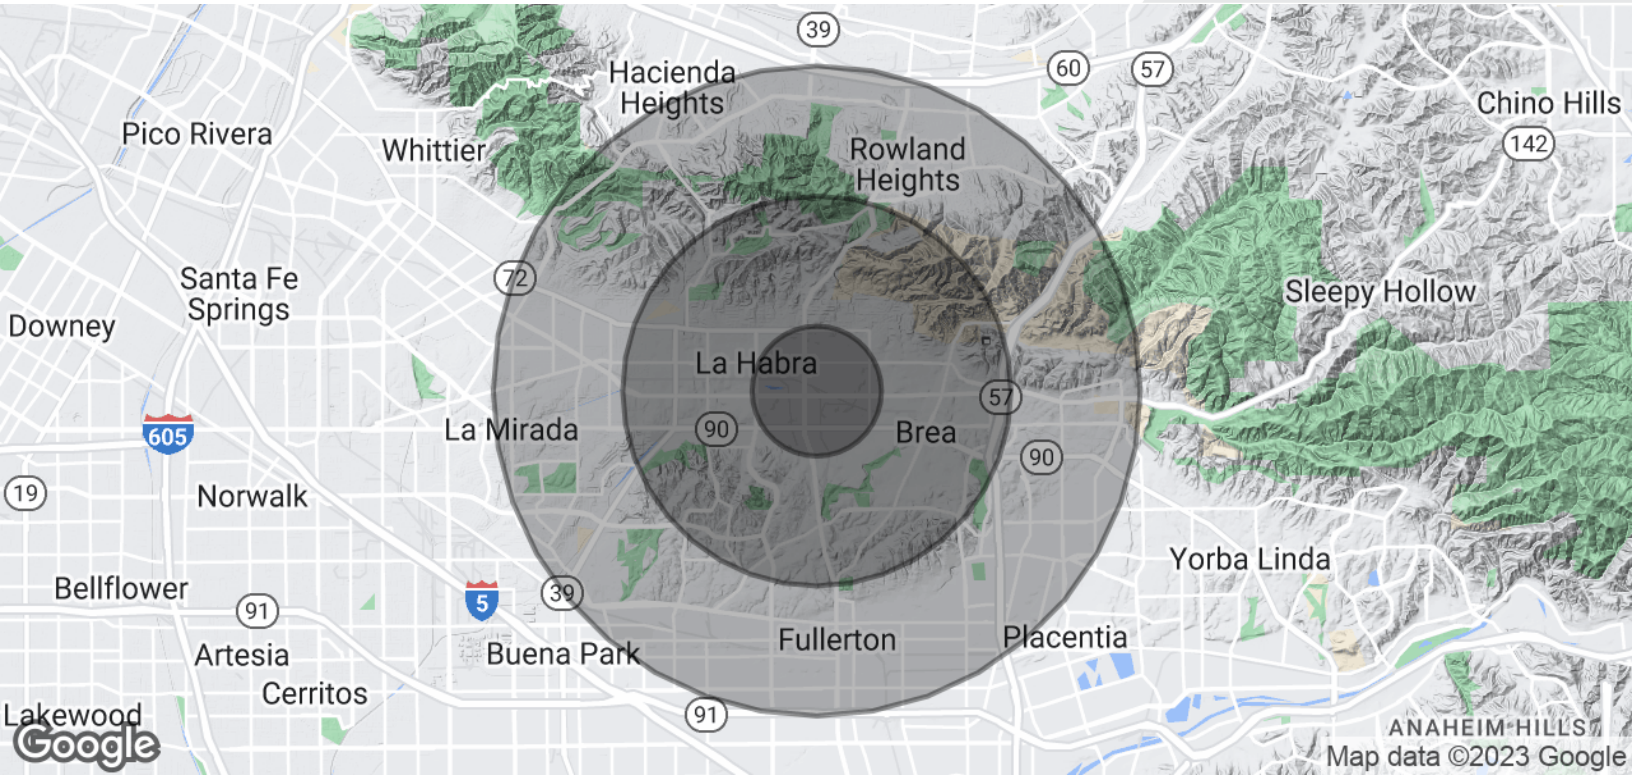 39
Hacienda
Heights
60
57
Chino Hills
Pico Rivera
Whittier
Rowland
Heights
142
72
Santa Fe
Springs
Sleepy Hollow
Downey
La Habra
57
La Mirada
90
Brea
605
90
19
Norwalk
Yorba Linda
Bellflower
5
39
91
Artesia
Buena Park
Fullerton
Placentia
Cerritos
Lakewood
91
ANAHEIM HILLS
Google
Map data ©2023 Google